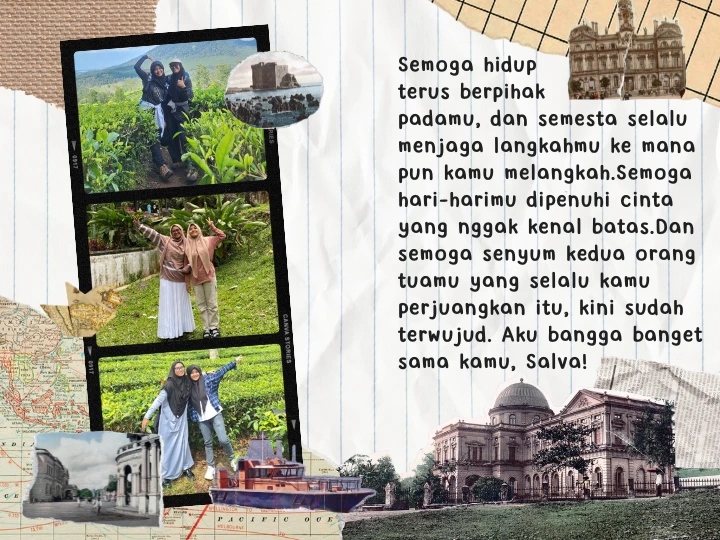 Semoga hidup
terus berpihak
padamu, dan semesta selalu
menjaga langkahmu ke mana
pun kamu melangkah.Semoga
hari-harimu dipenuhi cinta
yang nggak kenal batas.Dan
semoga senyum kedua orang
tuamu yang selalu kamu
perjuangkan itu, kini sudah
terwujud. Aku bangga banget
sama kamu, Salva!
CANVA STORIES
PACIFIC OCE